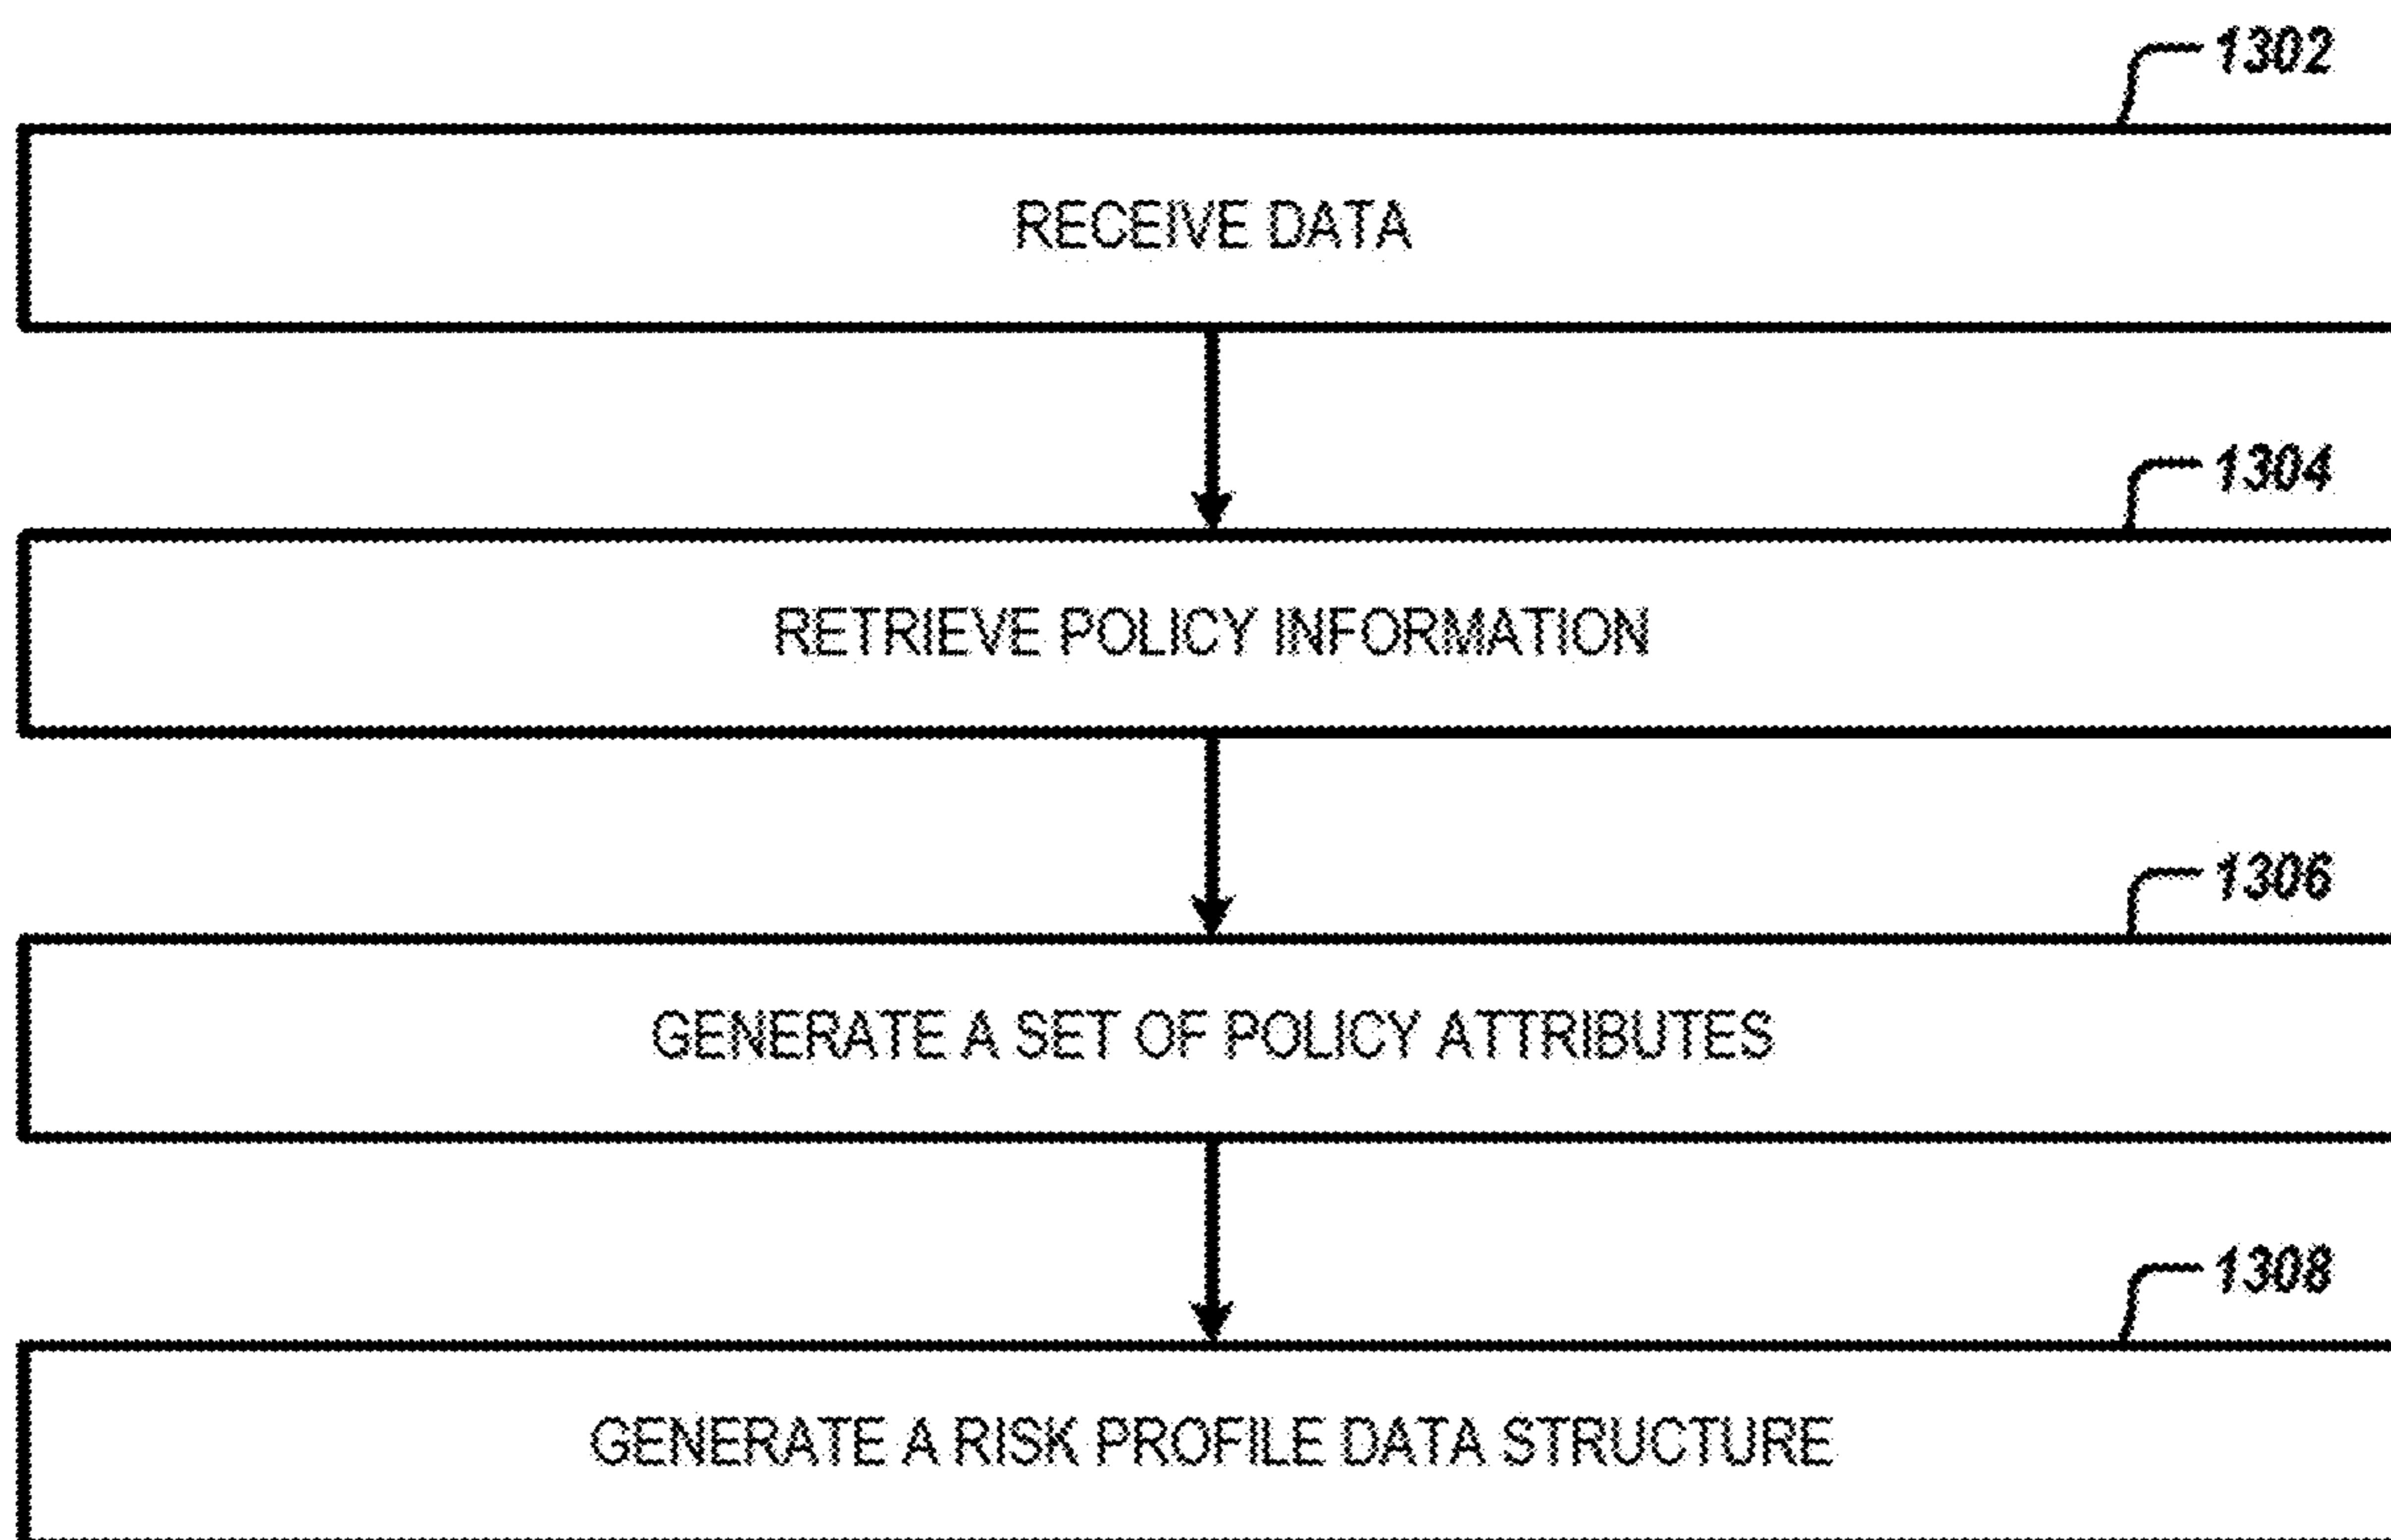 1302
RECEIVE DATA
1304
RETRIEVE POLICY INFORMATION
1306
GENERATE A SET OF POLICY ATTRIBUTES
1308
GENERATE A RISK PROFILE DATA STRUCTURE